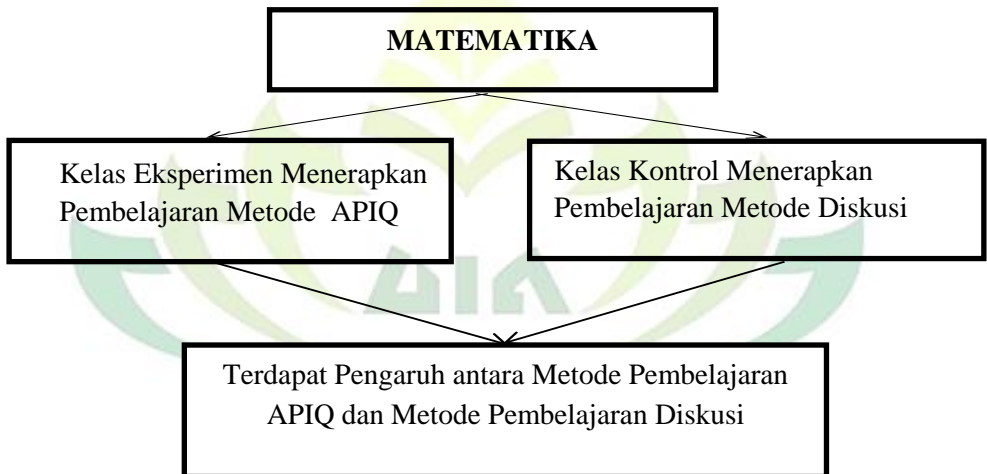 MATEMATIKA
Kelas Eksperimen Menerapkan
Pembelajaran Metode APIQ
Kelas Kontrol Menerapkan
Pembelajaran Metode Diskusi
Terdapat Pengaruh antara Metode Pembelajaran
APIQ dan Metode Pembelajaran Diskusi